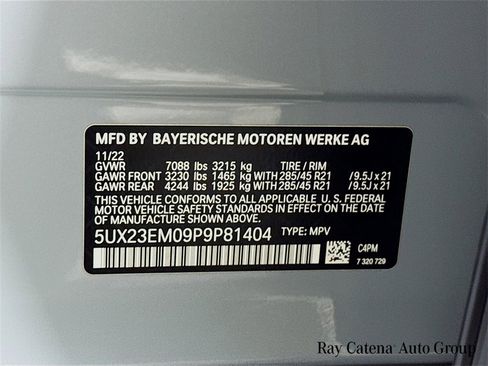 MFD BY BAYERISCHE MOTOREN WERKE AG
11/22
GVWR 7088 lbs 3215 kg TIRE / RIM
GAWR FRONT 3230 lbs 1465 kg WITH 285/45 R21 /9.5J x 21
GAWR REAR 4244 lbs 1925 kg WITH 285/45 R21 /9.5J x 21
THIS VEHICLE CONFORMS TO ALL APPLICABLE U. S. FEDERAL
MOTOR VEHICLE SAFETY STANDARDS IN EFFECT ON THE DATE
OF MANUFACTURE SHOWN ABOVE.
5UX23EM09P9P81404 TYPE: MPV
C4PM
7 320 729
Ray Catena Auto Group